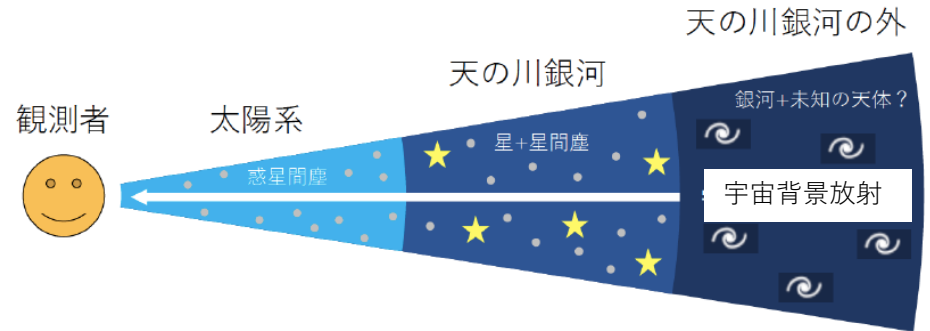 天の川銀河の外
天の川銀河
観測者
太陽系
銀河+未知の天体？
星+星間塵
惑星間塵
宇宙背景放射